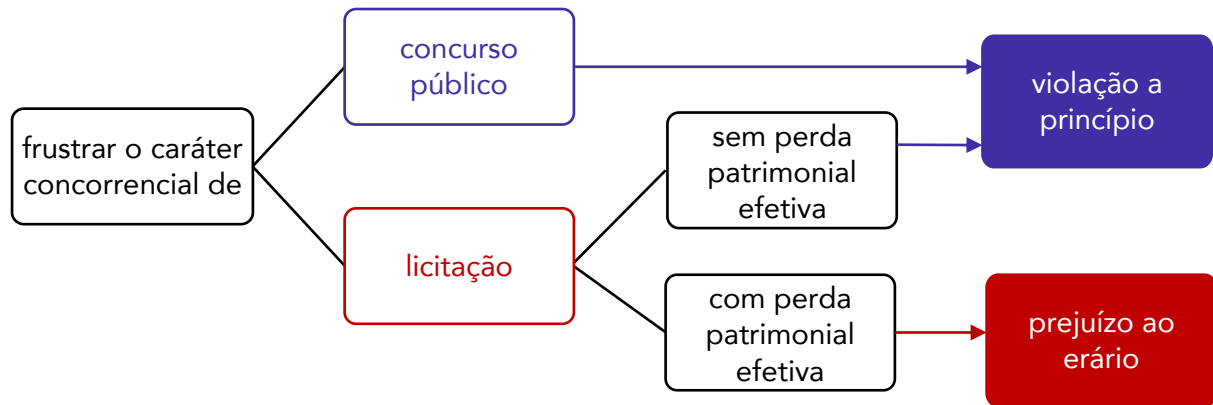 frustrar o caráter
concorrencial de
concurso
público
licitação
sem perda
patrimonial
efetiva
com perda
patrimonial
efetiva
violação a
princípio
prejuízo ao
erário